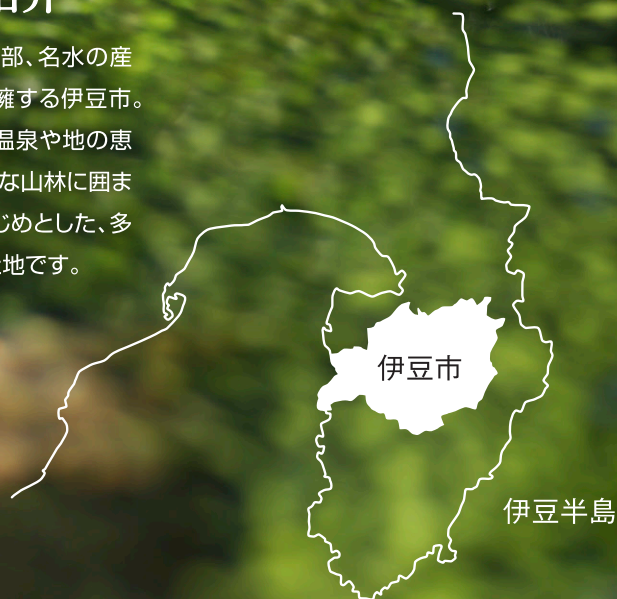 介
部、名水の産
擁する伊豆市。
温泉や地の恵
な山林に囲ま
じめとした、多
地です。
伊豆市
伊豆半島